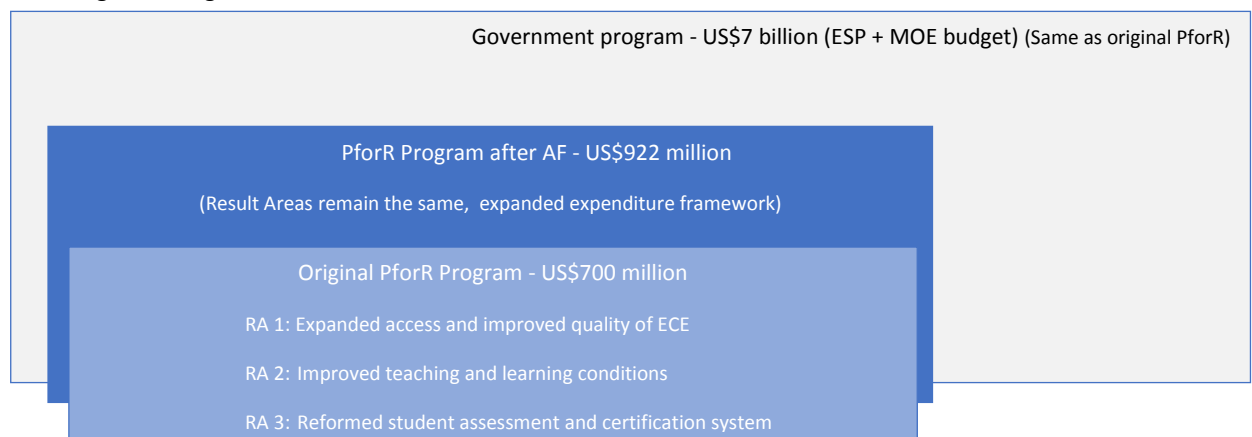 Government program - US$7 billion (ESP + MOE budget) (Same as original PforR)
PforR Program after AF - US$922 million
(Result Areas remain the same, expanded expenditure framework)
Original PforR Program - US$700 million
RA 1: Expanded access and improved quality of ECE
RA 2: Improved teaching and learning conditions
RA 3: Reformed student assessment and certification system